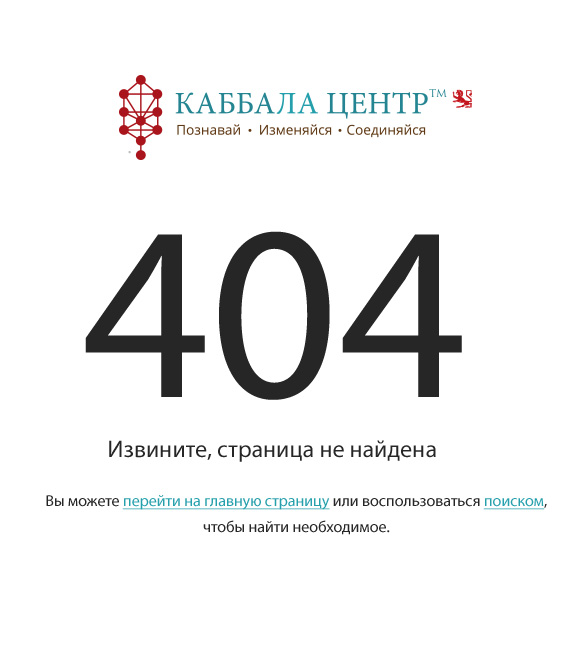 КАББАЛА ЦЕНТР™
Познавай • Изменяйся • Соединяйся
404
Извините, страница не найдена
Вы можете перейти на главную страницу или воспользоваться поиском,
чтобы найти необходимое.